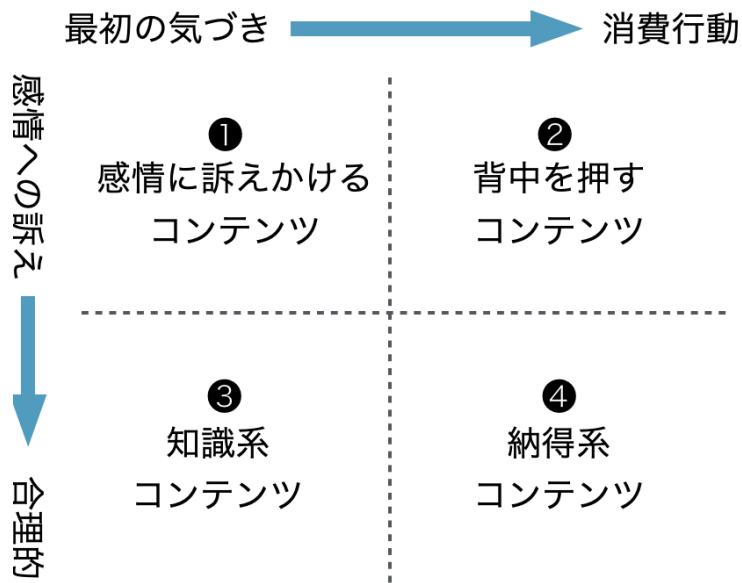 最初の気づき
消費行動
感情への訴え
合理的
❶
感情に訴えかける
コンテンツ
❷
背中を押す
コンテンツ
❸
知識系
コンテンツ
❹
納得系
コンテンツ